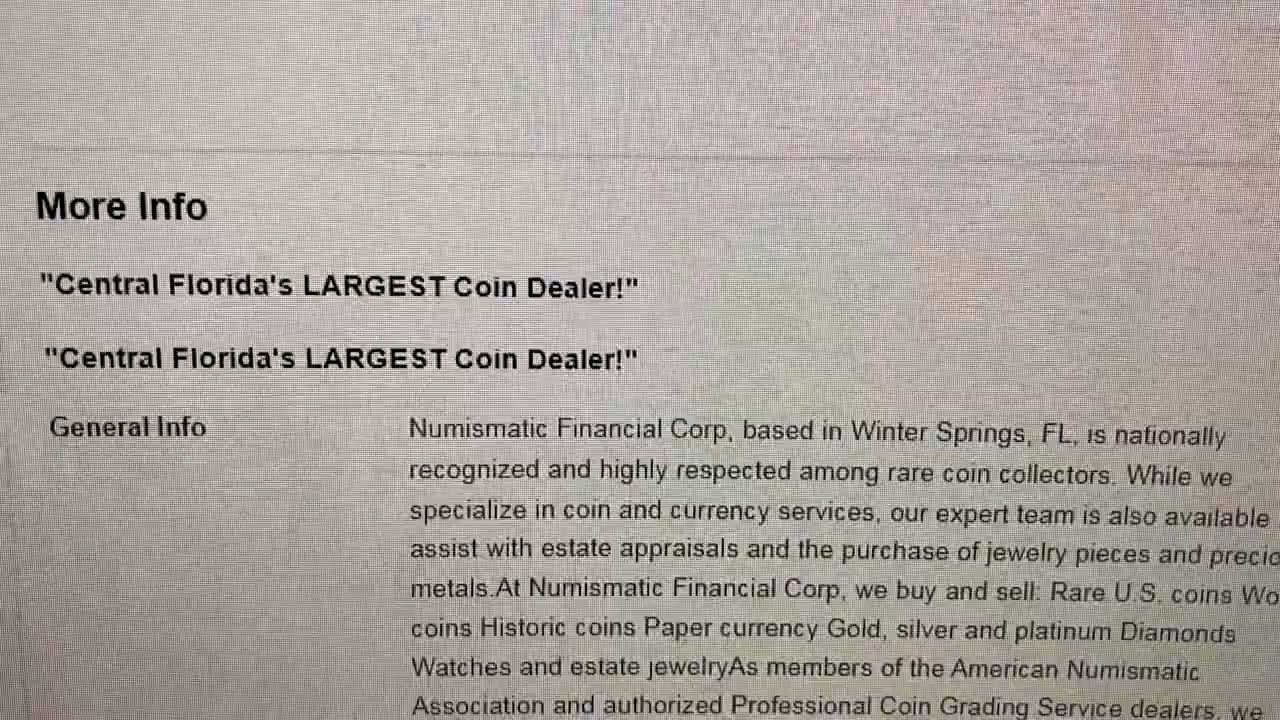 More Info
"Central Florida's LARGEST Coin Dealer!"
"Central Florida's LARGEST Coin Dealer!"
General Info
Numismatic Financial Corp, based in Winter Springs, FL, is nationally
recognized and highly respected among rare coin collectors. While we
specialize in coin and currency services, our expert team is also available
assist with estate appraisals and the purchase of jewelry pieces and
metals.At Numismatic Financial Corp, we buy and sell: Rare U.S. coins
coins Historic coins Paper currency Gold, silver and platinum Diamonds
Watches and estate jewelryAs members of the American Numismatic
Association and authorized Professional Coin Grading Service dealers, we